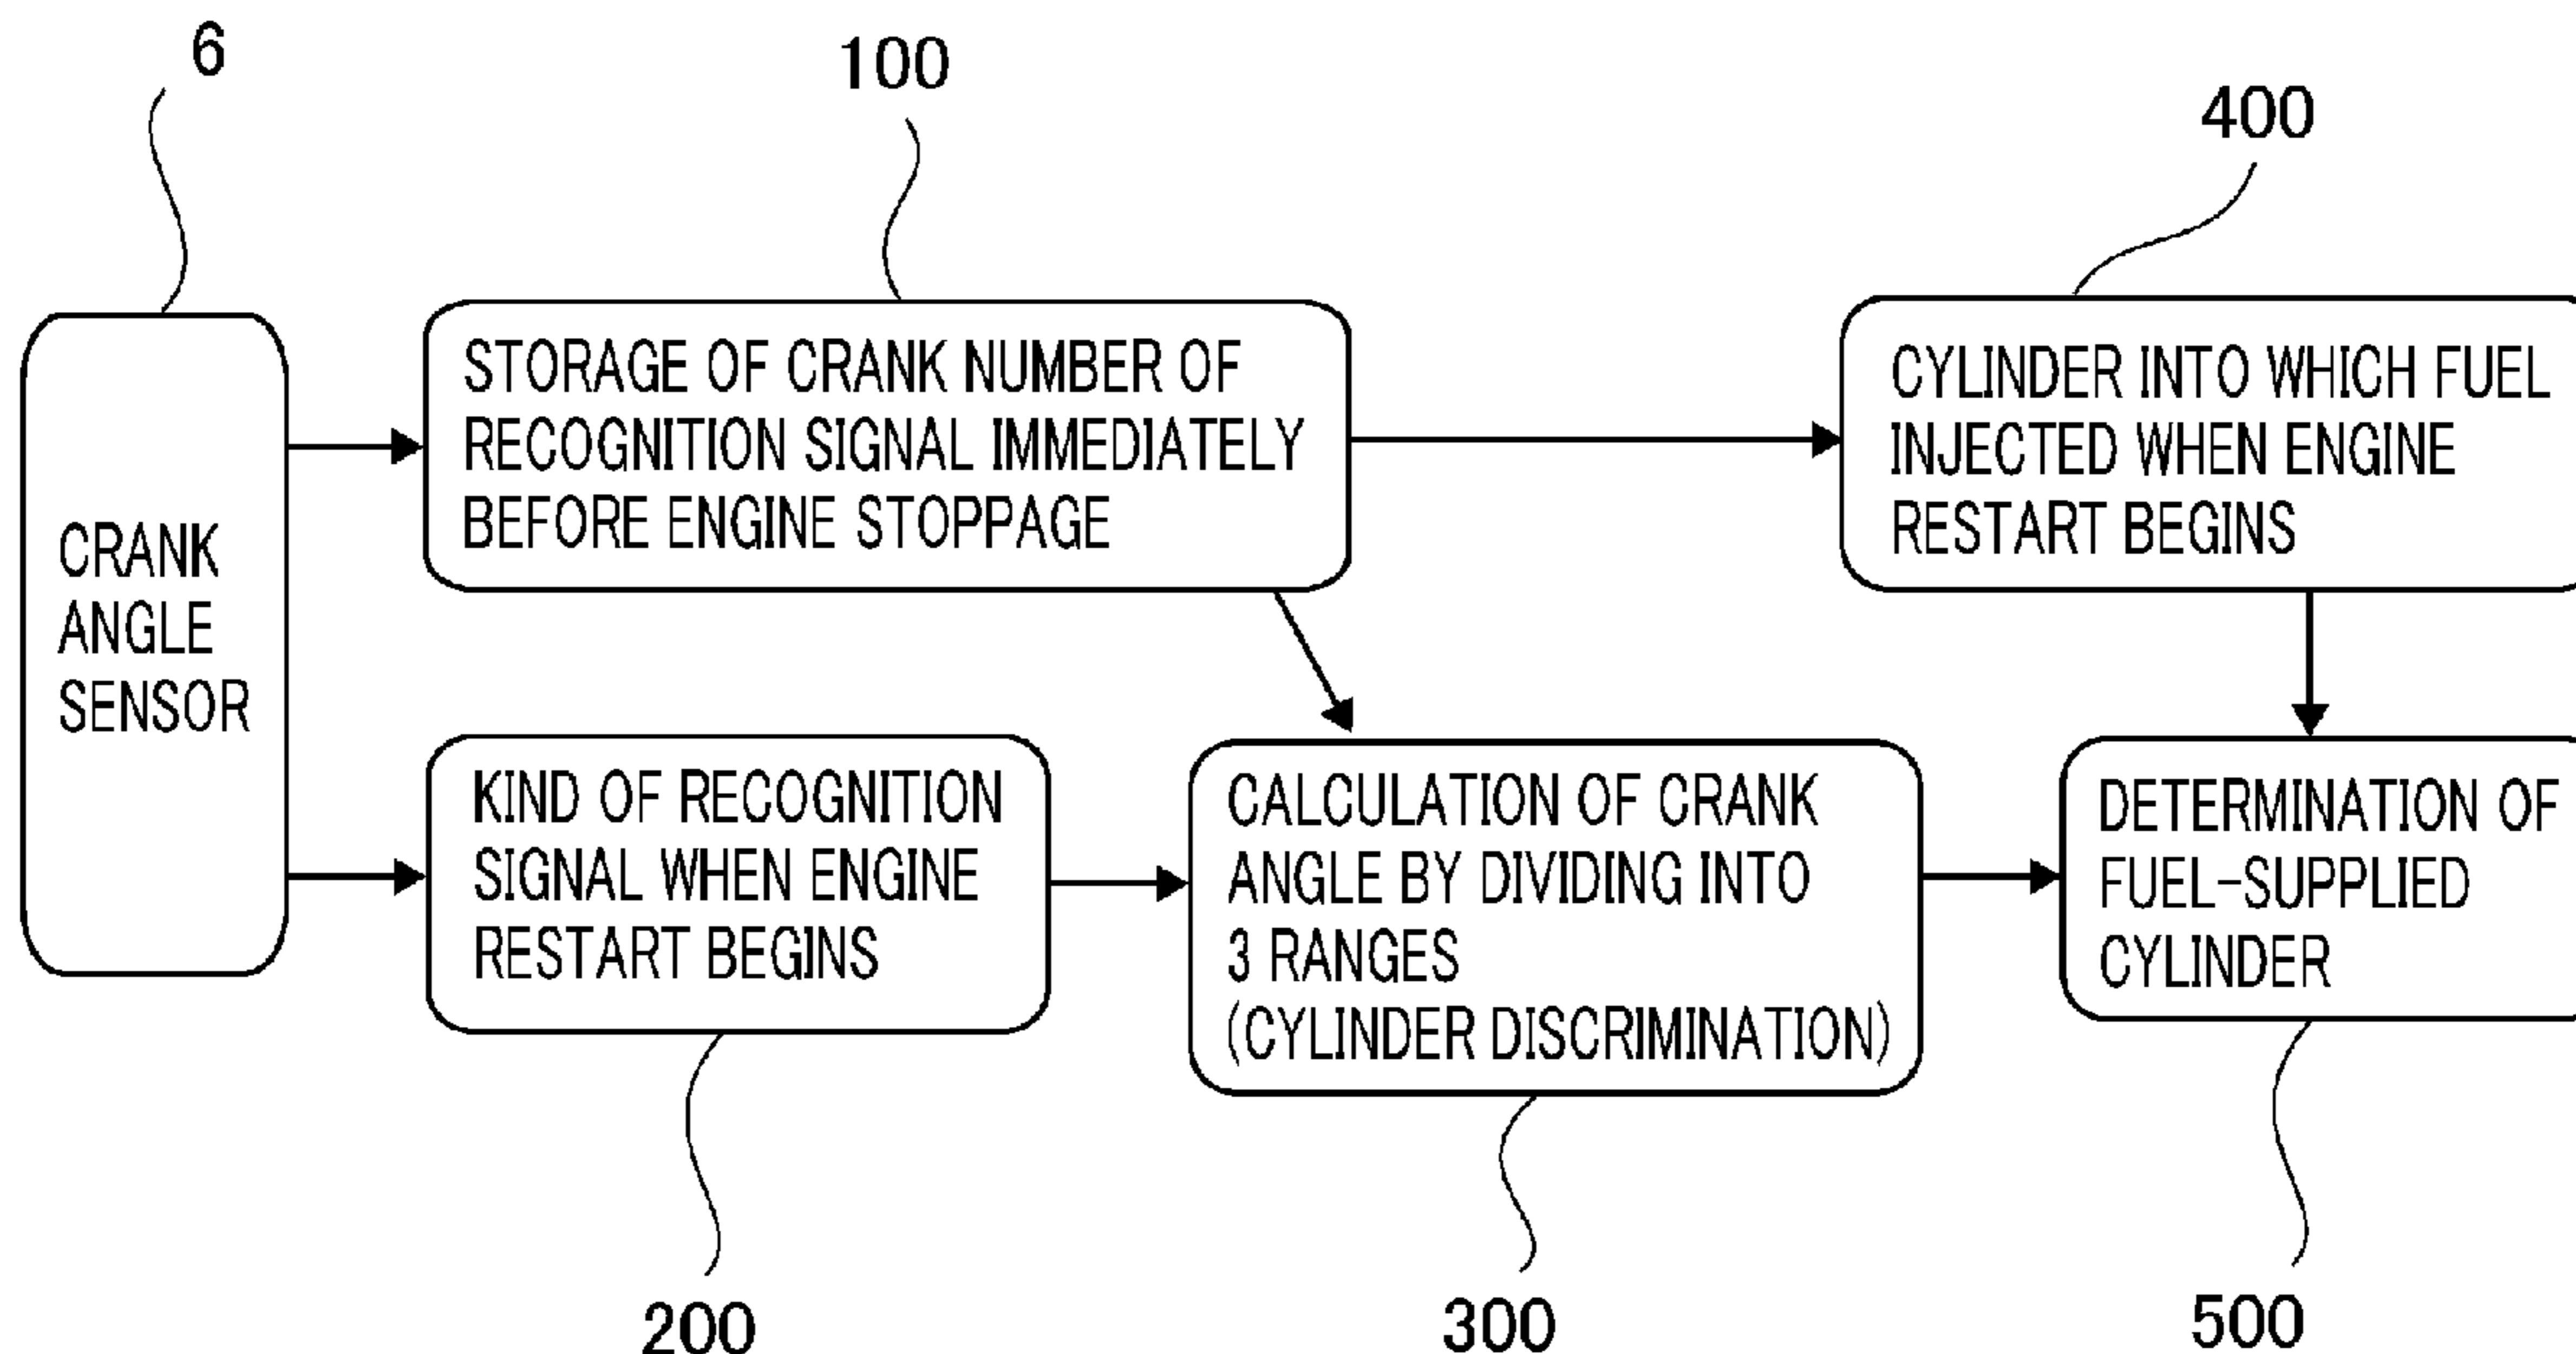 6
100
400
CRANK
ANGLE
SENSOR
STORAGE OF CRANK NUMBER OF
RECOGNITION SIGNAL IMMEDIATELY
BEFORE ENGINE STOPPAGE
CYLINDER INTO WHICH FUEL
INJECTED WHEN ENGINE
RESTART BEGINS
KIND OF RECOGNITION
SIGNAL WHEN ENGINE
RESTART BEGINS
CALCULATION OF CRANK
ANGLE BY DIVIDING INTO
3 RANGES
(CYLINDER DISCRIMINATION)
DETERMINATION OF
FUEL-SUPPLIED
CYLINDER
200
300
500